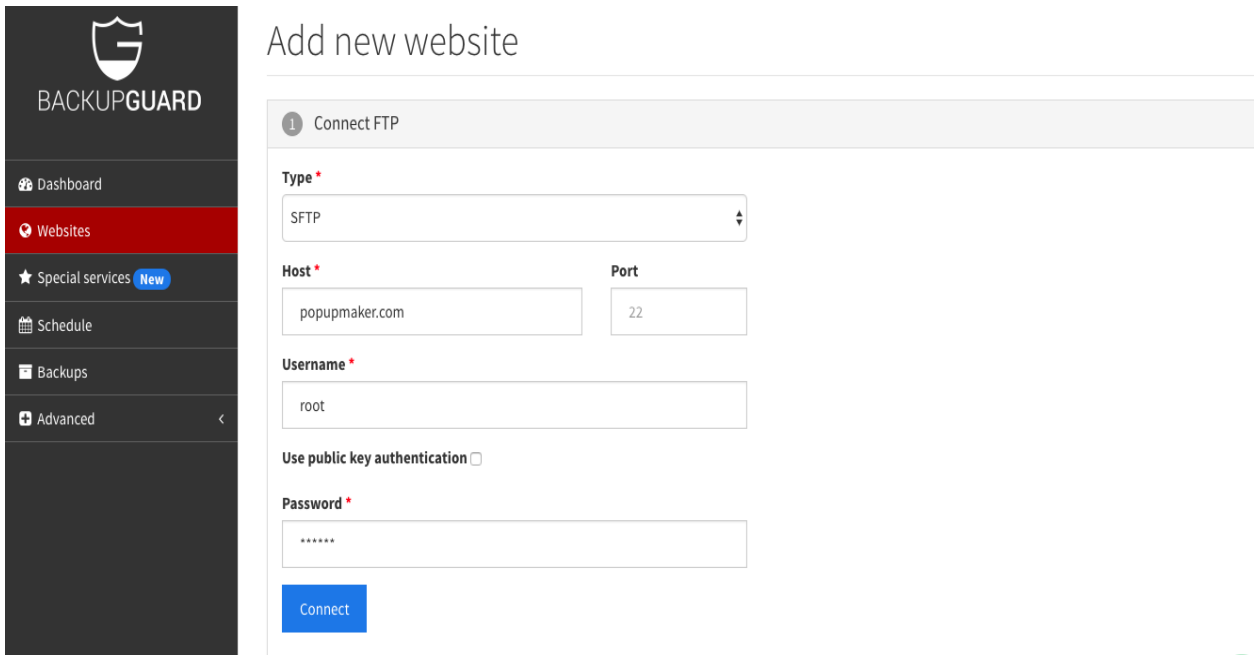 BACKUPGUARD
Dashboard
Websites
Special services New
Schedule
Backups
Advanced
Add new website
1 Connect FTP
Type *
SFTP
Host * Port
popupmaker.com 22
Username *
root
Use public key authentication
Password *
******
Connect